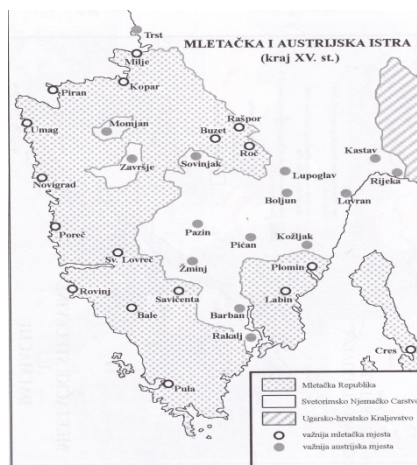 Trst
MLETAČKA I AUSTRIJSKA ISTRA
(kraj XV. st.)
Milje
Kopar
Piran
Umag
Momjan
Rašpor
Buzet
Roč
Završje
Sovinjak
Kastav
Rijeka
Lupoglav
Novigrad
Boljun
Lovran
Poreč
Pazin
Pićan
Kožljak
Sv. Lovreč
Žminj
Plomin
Rovinj
Savičenta
Labin
Bale
Barban
Rakalj
Cres
Pula
Mletačka Republika
Svetorimsko Njemačko Carstvo
Ugarsko-hrvatsko Kraljevstvo
važnija mletačka mjesta
važnija austrijska mjesta